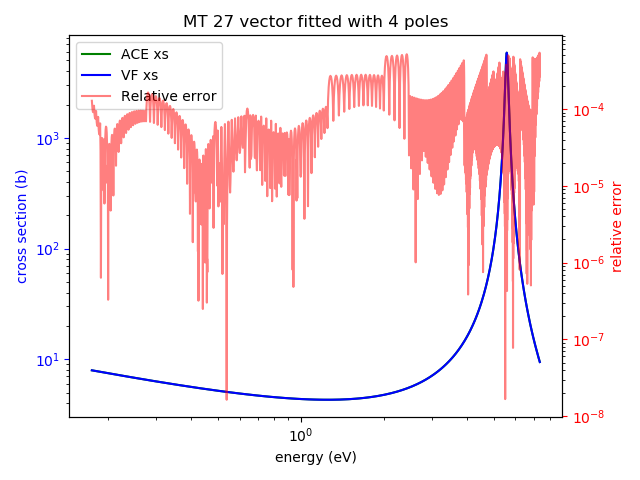 MT 27 vector fitted with 4 poles
ACE xs
VF xs
Relative error
cross section (b)
10³
10²
10¹
10⁻⁴
10⁻⁵
10⁻⁶
10⁻⁷
10⁻⁸
relative error
10⁰
energy (eV)